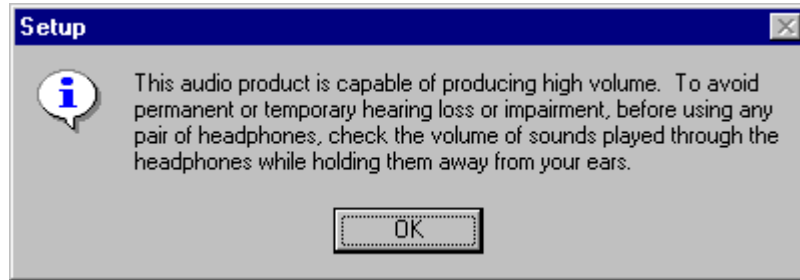 Setup
This audio product is capable of producing high volume.  To avoid
permanent or temporary hearing loss or impairment, before using any
pair of headphones, check the volume of sounds played through the
headphones while holding them away from your ears.
OK